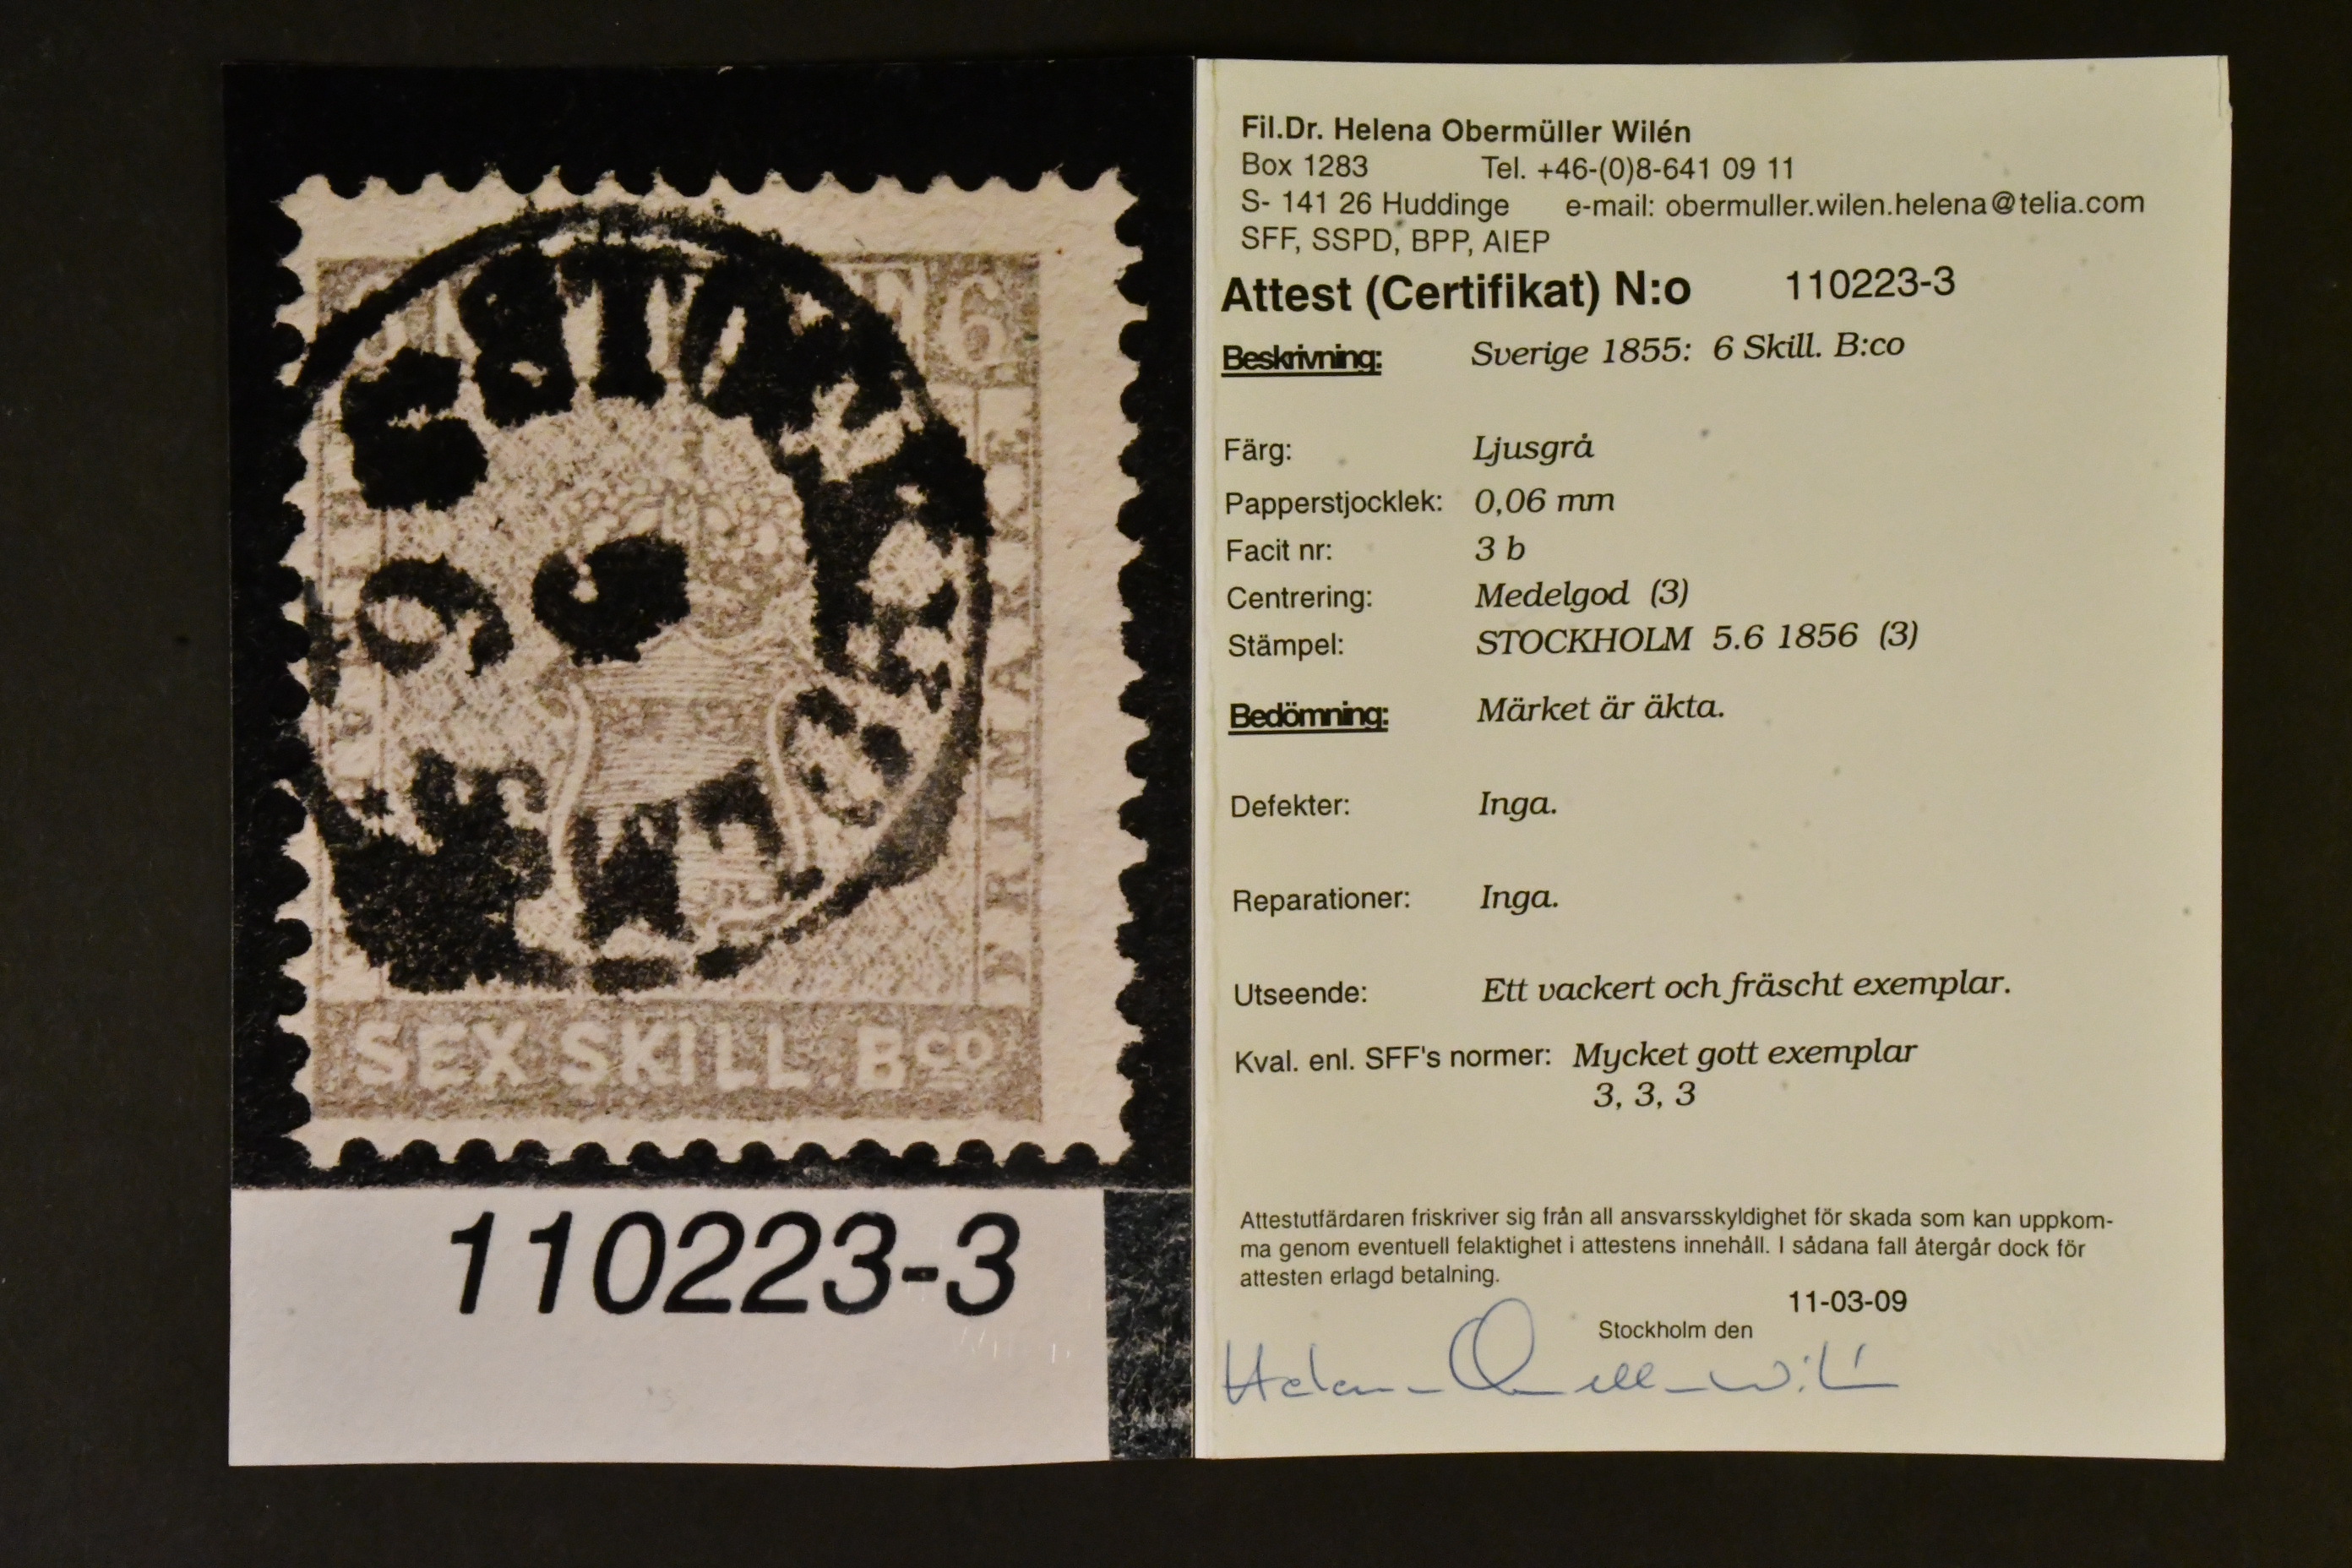 6
FRIMÄRKE
SEX SKILL. Bco
110223-3
Fil.Dr. Helena Obermüller Wilén
Box 1283 Tel. +46-(0)8-641 09 11
S- 141 26 Huddinge e-mail: obermuller.wilen.helena@telia.com
SFF, SSPD, BPP, AIEP
Attest (Certifikat) N:o 110223-3
Beskrivning: Sverige 1855: 6 Skill. B:co
Färg: Ljusgrå
Papperstjocklek: 0,06 mm
Facit nr: 3 b
Centrering: Medelgod (3)
Stämpel: STOCKHOLM 5.6 1856 (3)
Bedömning: Märket är äkta.
Defekter: Inga.
Reparationer: Inga.
Utseende: Ett vackert och fräscht exemplar.
Kval. enl. SFF's normer: Mycket gott exemplar
3, 3, 3
Attestutfärdaren friskriver sig från all ansvarsskyldighet för skada som kan uppkom-
ma genom eventuell felaktighet i attestens innehåll. I sådana fall återgår dock för
attesten erlagd betalning.
11-03-09
Stockholm den